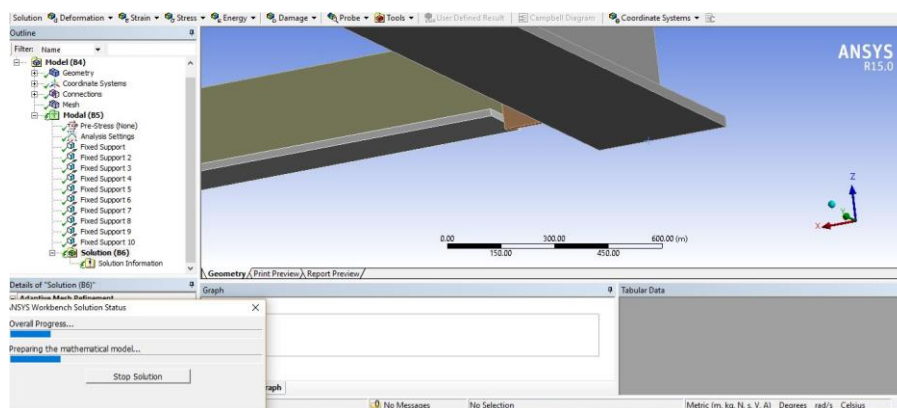 Solution Deformation Strain Stress Energy Damage Probe Tools User Defined Result Campbell Diagram Coordinate Systems
Outline
Filter: Name
Model (B4)
Geometry
Coordinate Systems
Connections
Mesh
Modal (B5)
Pre-Stress (None)
Analysis Settings
Fixed Support
Fixed Support 2
Fixed Support 3
Fixed Support 4
Fixed Support 5
Fixed Support 6
Fixed Support 7
Fixed Support 8
Fixed Support 9
Fixed Support 10
Solution (B6)
Solution Information
ANSYS
R15.0
Z
Y
X
0.00 300.00 600.00 (m)
150.00 450.00
Geometry Print Preview Report Preview
Details of "Solution (B6)"
Adaptive Mesh Refinement
Graph
Tabular Data
ANSYS Workbench Solution Status
Overall Progress...
Preparing the mathematical model...
Stop Solution
raph
0 No Messages No Selection Metric (m, kg, N, s, V, A) Degrees rad/s Celsius